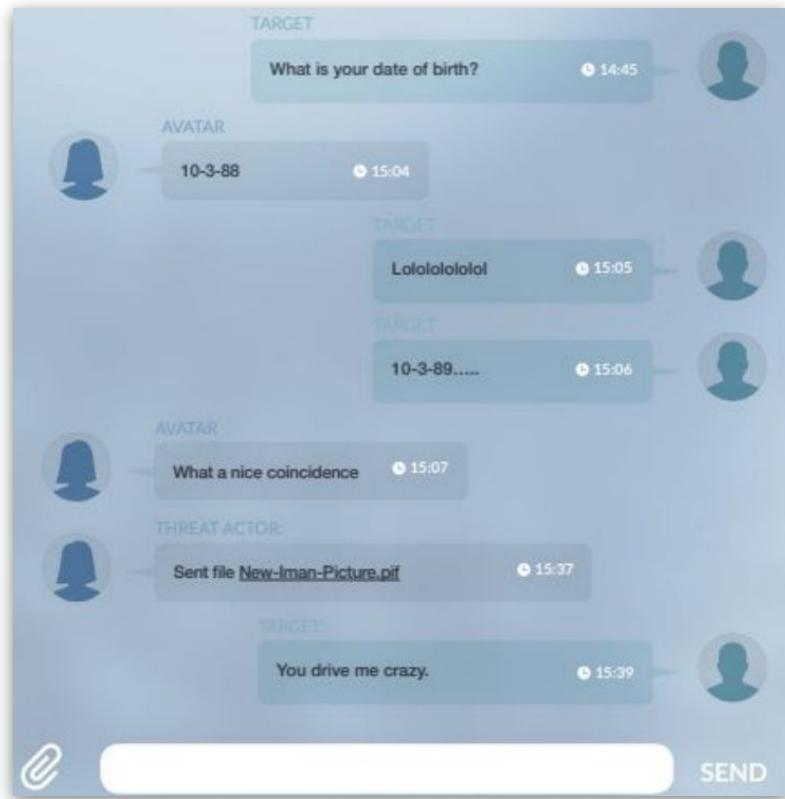 TARGET
What is your date of birth? 14:45
AVATAR
10-3-88 15:04
TARGET
Lolololololol 15:05
TARGET
10-3-89..... 15:06
AVATAR
What a nice coincidence 15:07
THREAT ACTOR:
Sent file New-Iman-Picture.pif 15:37
TARGET:
You drive me crazy. 15:39
SEND